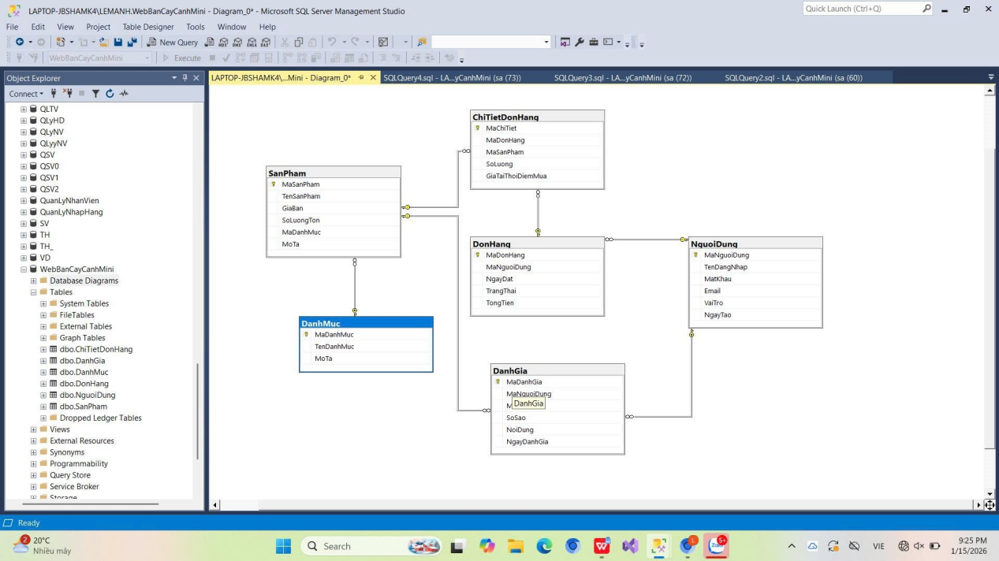 LAPTOP-JBSHAMK4\LEMANH.WebBanCayCanhMini - Diagram_0* - Microsoft SQL Server Management Studio
Quick Launch (Ctrl+Q)
File Edit View Project Table Designer Tools Window Help
New Query
WebBanCayCanhMini Execute
Object Explorer
LAPTOP-JBSHAMK4\...Mini - Diagram_0* SQLQuery4.sql - LA...yCanhMini (sa (73)) SQLQuery3.sql - LA...yCanhMini (sa (72)) SQLQuery2.sql - LA...yCanhMini (sa (60))
Connect
QLTV
QLyHD
QLyNV
QLyyNV
QSV
QSV0
QSV1
QSV2
QuanLyNhanVien
QuanLyNhapHang
SV
TH
TH_
VD
WebBanCayCanhMini
Database Diagrams
Tables
System Tables
FileTables
External Tables
Graph Tables
dbo.ChiTietDonHang
dbo.DanhGia
dbo.DanhMuc
dbo.DonHang
dbo.NguoiDung
dbo.SanPham
Dropped Ledger Tables
Views
External Resources
Synonyms
Programmability
Query Store
Service Broker
Storage
ChiTietDonHang
MaChiTiet
MaDonHang
MaSanPham
SoLuong
GiaTaiThoiDiemMua
SanPham
MaSanPham
TenSanPham
GiaBan
SoLuongTon
MaDanhMuc
MoTa
DonHang
MaDonHang
MaNguoiDung
NgayDat
TrangThai
TongTien
NguoiDung
MaNguoiDung
TenDangNhap
MatKhau
Email
VaiTro
NgayTao
DanhMuc
MaDanhMuc
TenDanhMuc
MoTa
DanhGia
MaDanhGia
MaNguoiDung
M
DanhGia
SoSao
NoiDung
NgayDanhGia
Ready
2
20°C
Nhiều mây
Search
5+
VIE
9:25 PM
1/15/2026